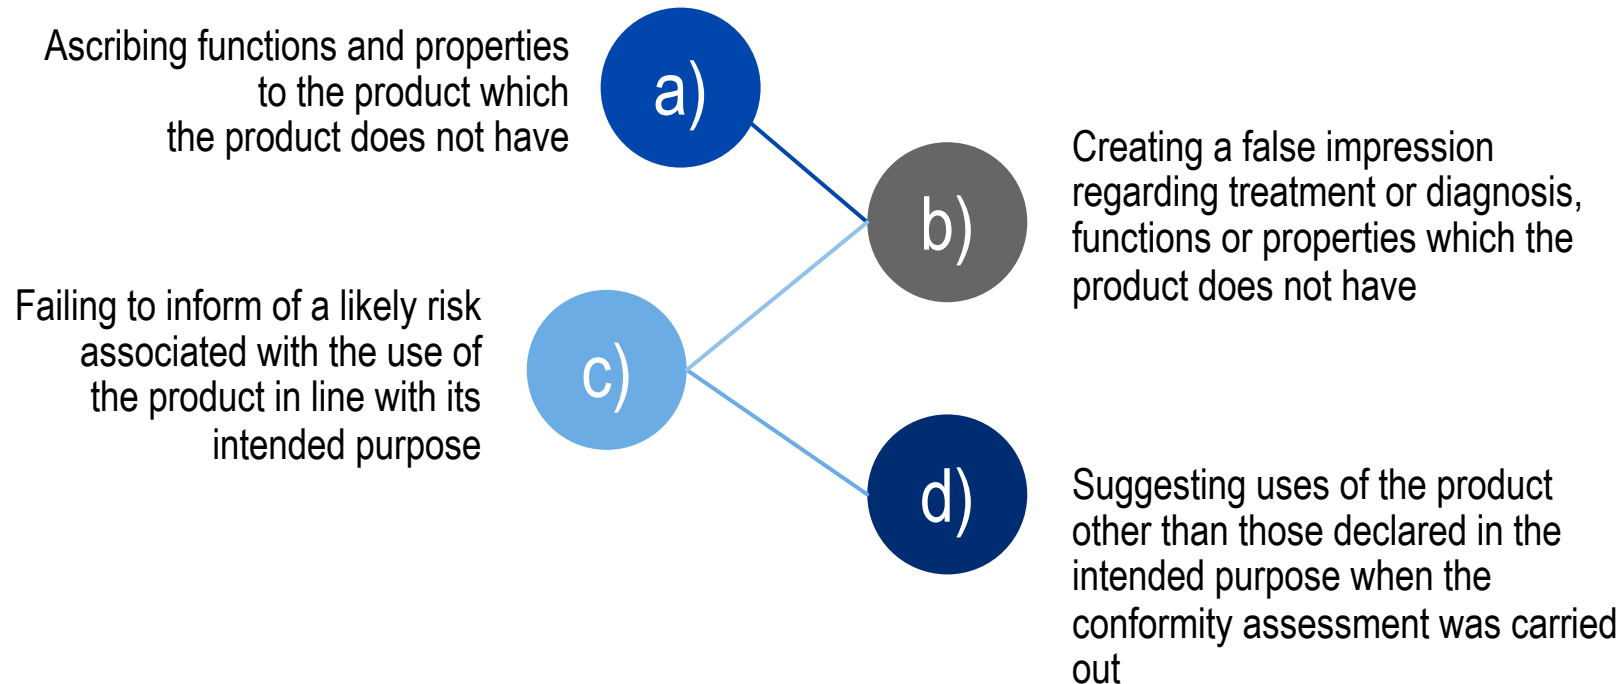 Ascribing functions and properties
to the product which
the product does not have
a)
b)
Creating a false impression
regarding treatment or diagnosis,
functions or properties which the
product does not have
Failing to inform of a likely risk
associated with the use of
the product in line with its
intended purpose
c)
d)
Suggesting uses of the product
other than those declared in the
intended purpose when the
conformity assessment was carried
out